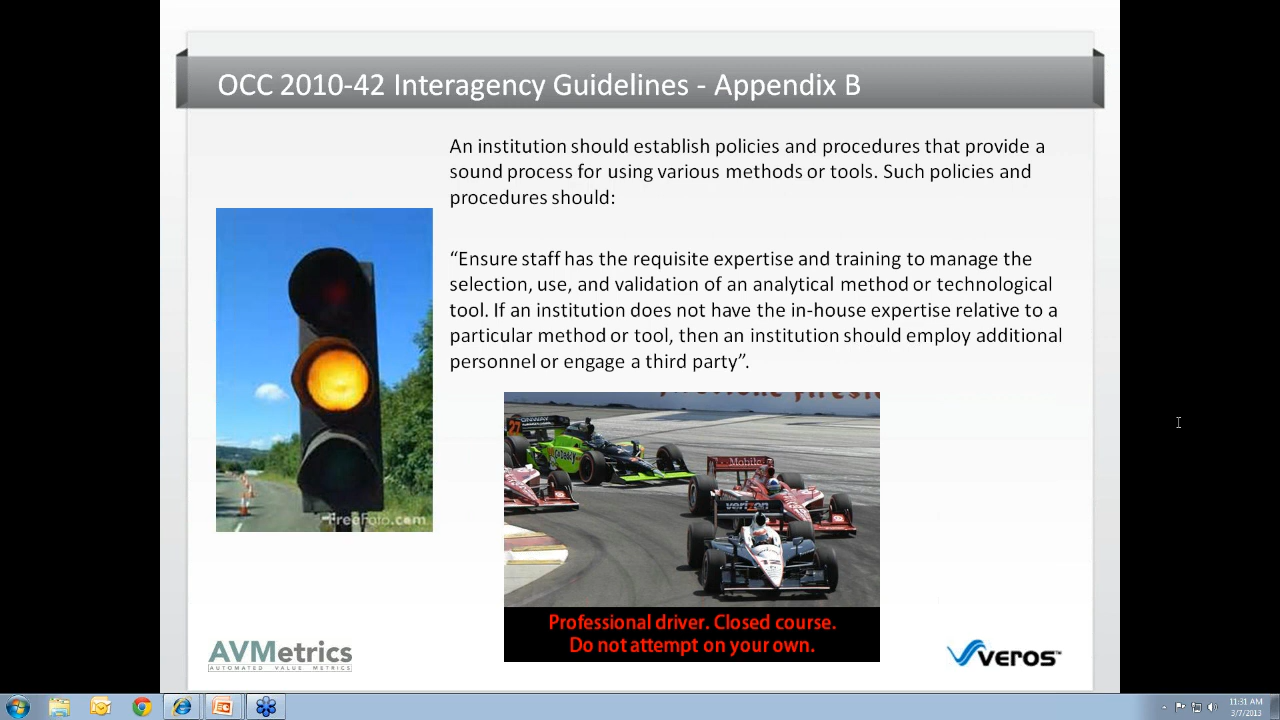 OCC 2010-42 Interagency Guidelines - Appendix B
An institution should establish policies and procedures that provide a
sound process for using various methods or tools. Such policies and
procedures should:
“Ensure staff has the requisite expertise and training to manage the
selection, use, and validation of an analytical method or technological
tool. If an institution does not have the in-house expertise relative to a
particular method or tool, then an institution should employ additional
personnel or engage a third party”.
FreeFoto.com
Mobil
verizon
12
Professional driver. Closed course.
Do not attempt on your own.
AVMetrics
AUTOMATED VALUE METRICS
VEROS™
11:31 AM
3/7/2013